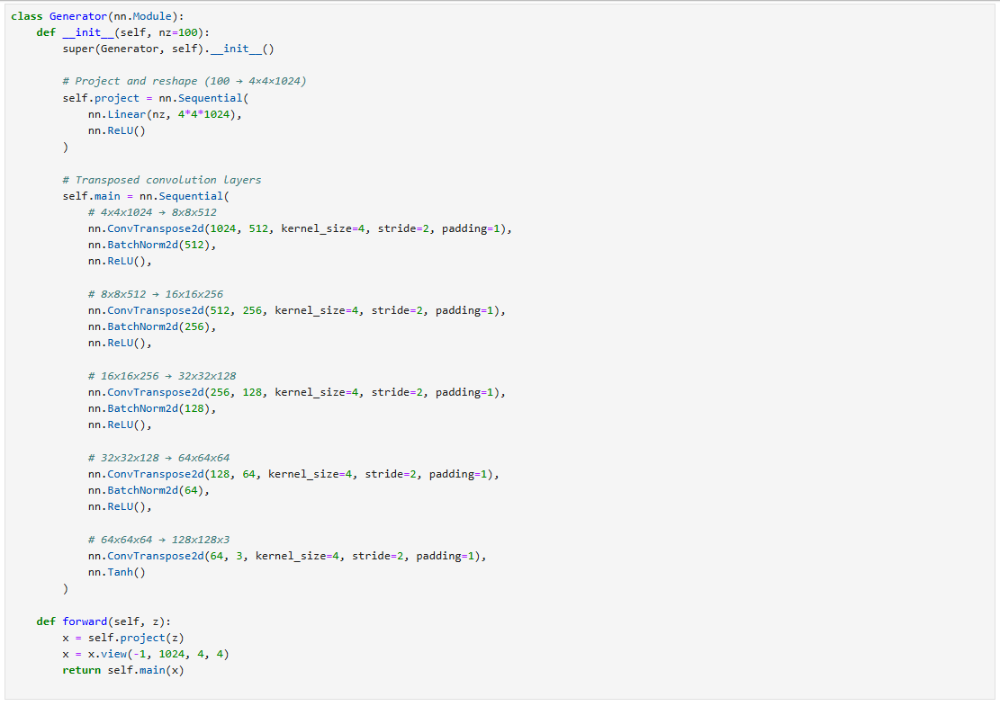 class Generator(nn.Module):
    def __init__(self, nz=100):
        super(Generator, self).__init__()

        # Project and reshape (100 → 4×4×1024)
        self.project = nn.Sequential(
            nn.Linear(nz, 4*4*1024),
            nn.ReLU()
        )

        # Transposed convolution layers
        self.main = nn.Sequential(
            # 4x4x1024 → 8x8x512
            nn.ConvTranspose2d(1024, 512, kernel_size=4, stride=2, padding=1),
            nn.BatchNorm2d(512),
            nn.ReLU(),

            # 8x8x512 → 16x16x256
            nn.ConvTranspose2d(512, 256, kernel_size=4, stride=2, padding=1),
            nn.BatchNorm2d(256),
            nn.ReLU(),

            # 16x16x256 → 32x32x128
            nn.ConvTranspose2d(256, 128, kernel_size=4, stride=2, padding=1),
            nn.BatchNorm2d(128),
            nn.ReLU(),

            # 32x32x128 → 64x64x64
            nn.ConvTranspose2d(128, 64, kernel_size=4, stride=2, padding=1),
            nn.BatchNorm2d(64),
            nn.ReLU(),

            # 64x64x64 → 128x128x3
            nn.ConvTranspose2d(64, 3, kernel_size=4, stride=2, padding=1),
            nn.Tanh()
        )

    def forward(self, z):
        x = self.project(z)
        x = x.view(-1, 1024, 4, 4)
        return self.main(x)